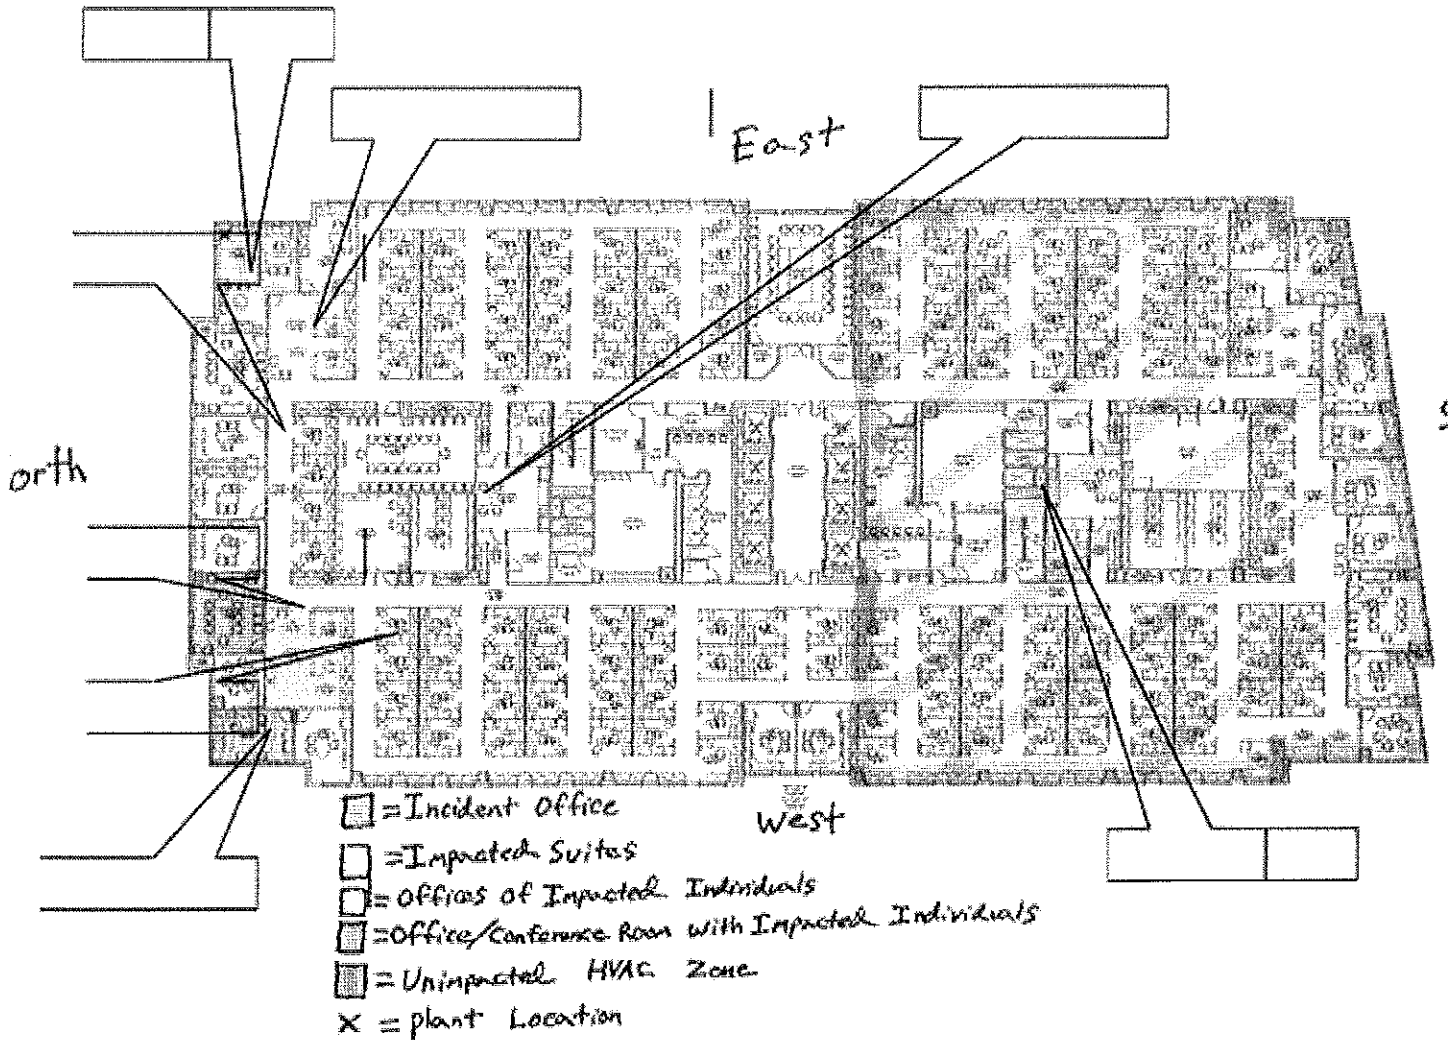 East
orth
S
West
= Incident Office
= Impacted Suites
= Offices of Impacted Individuals
= Office/Conference Room with Impacted Individuals
= Unimpacted HVAC Zone
X = plant Location